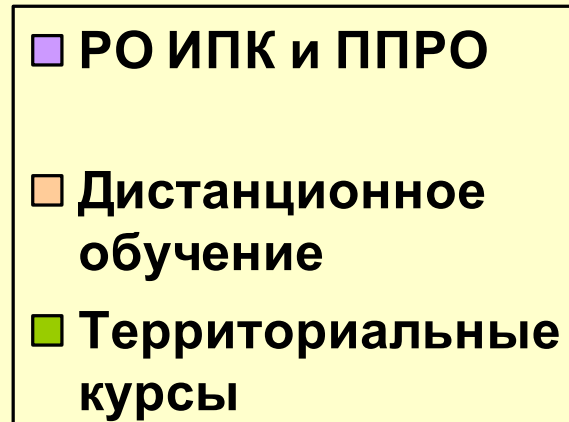 РО ИПК и ППРО
Дистанционное
обучение
Территориальные
курсы